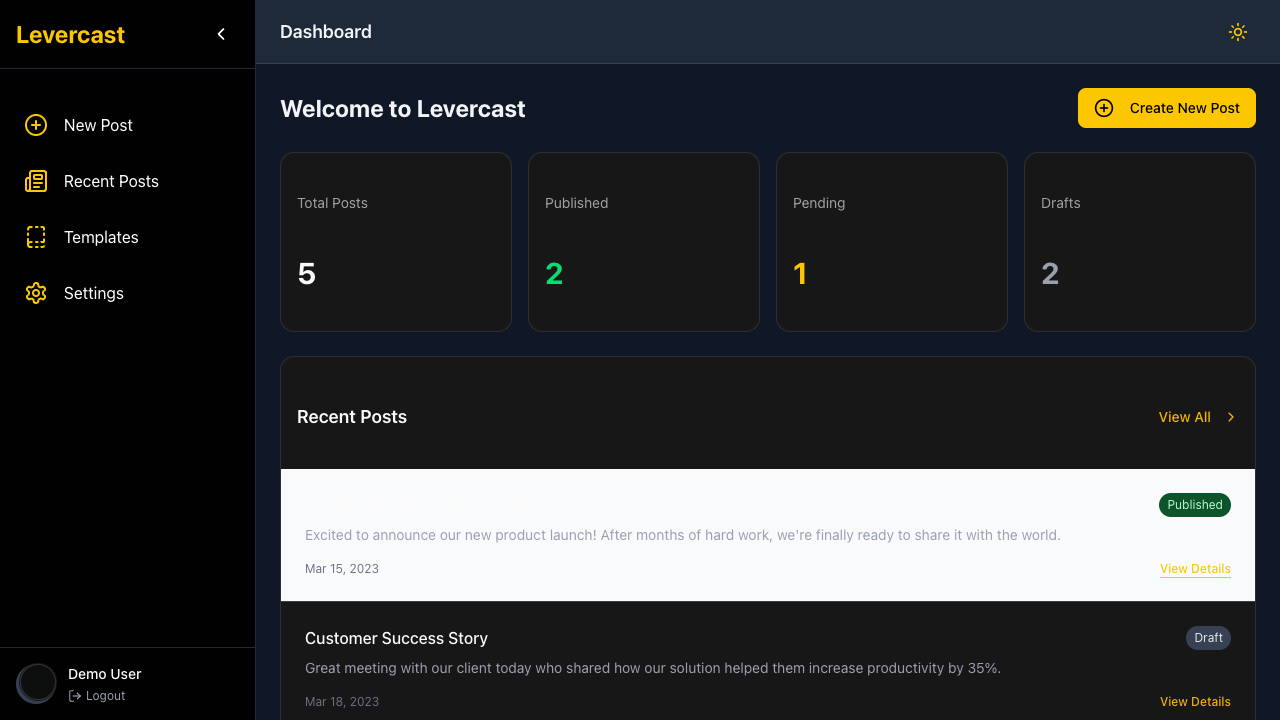 Levercast
Dashboard
New Post
Recent Posts
Templates
Settings
Demo User
Logout
Welcome to Levercast
Create New Post
Total Posts
5
Published
2
Pending
1
Drafts
2
Recent Posts
View All
Published
Excited to announce our new product launch! After months of hard work, we're finally ready to share it with the world.
Mar 15, 2023
View Details
Customer Success Story
Draft
Great meeting with our client today who shared how our solution helped them increase productivity by 35%.
Mar 18, 2023
View Details